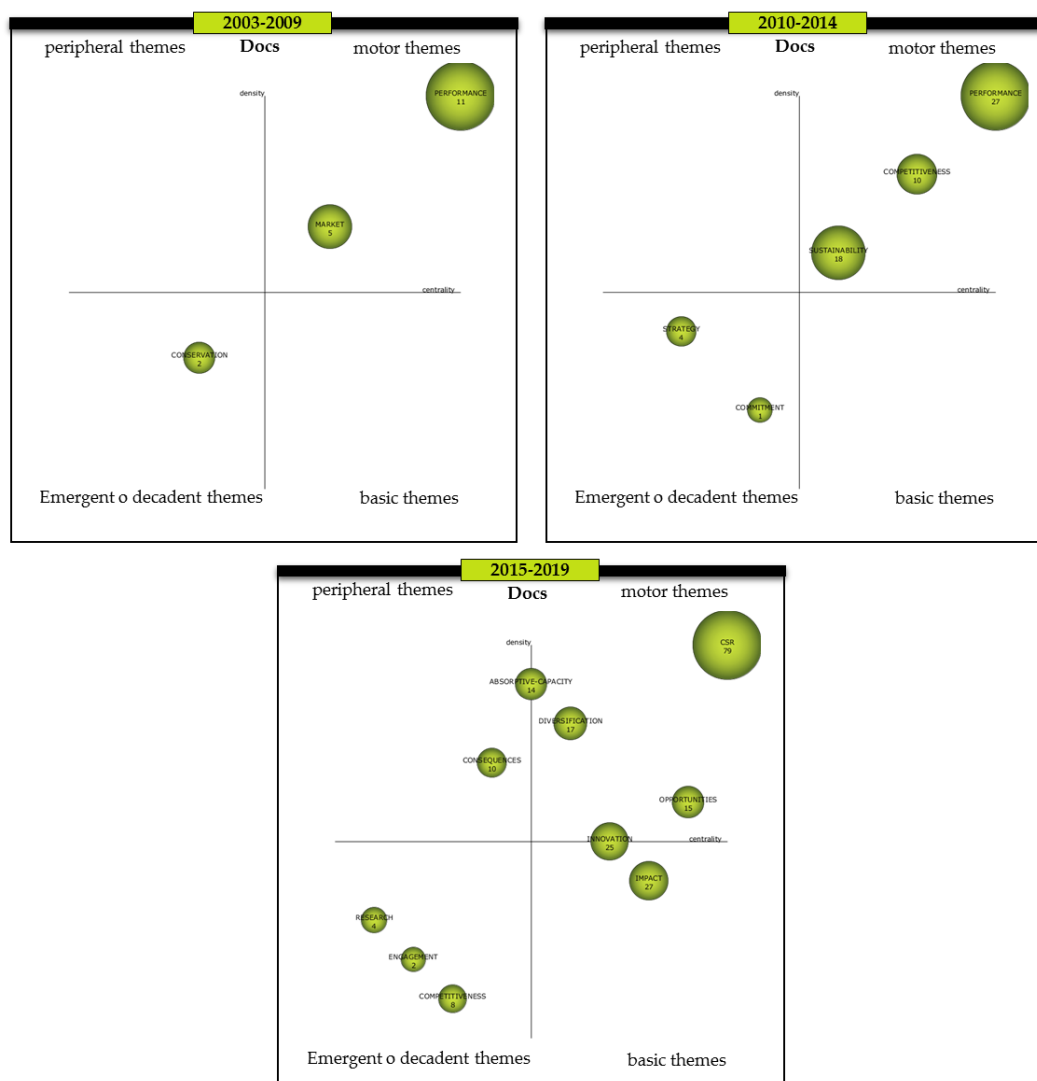 2003-2009
peripheral themes
Docs
motor themes
density
PERFORMANCE
11
MARKET
5
centrality
CONSERVATION
2
Emergent o decadent themes
basic themes
2010-2014
peripheral themes
Docs
motor themes
density
PERFORMANCE
27
COMPETITIVENESS
10
SUSTAINABILITY
18
centrality
STRATEGY
4
COMMITMENT
1
Emergent o decadent themes
basic themes
2015-2019
peripheral themes
Docs
motor themes
density
CSR
79
ABSORPTIVE-CAPACITY
14
DIVERSIFICATION
17
CONSEQUENCES
10
OPPORTUNITIES
15
INNOVATION
25
centrality
IMPACT
27
RESEARCH
4
ENGAGEMENT
2
COMPETITIVENESS
8
Emergent o decadent themes
basic themes